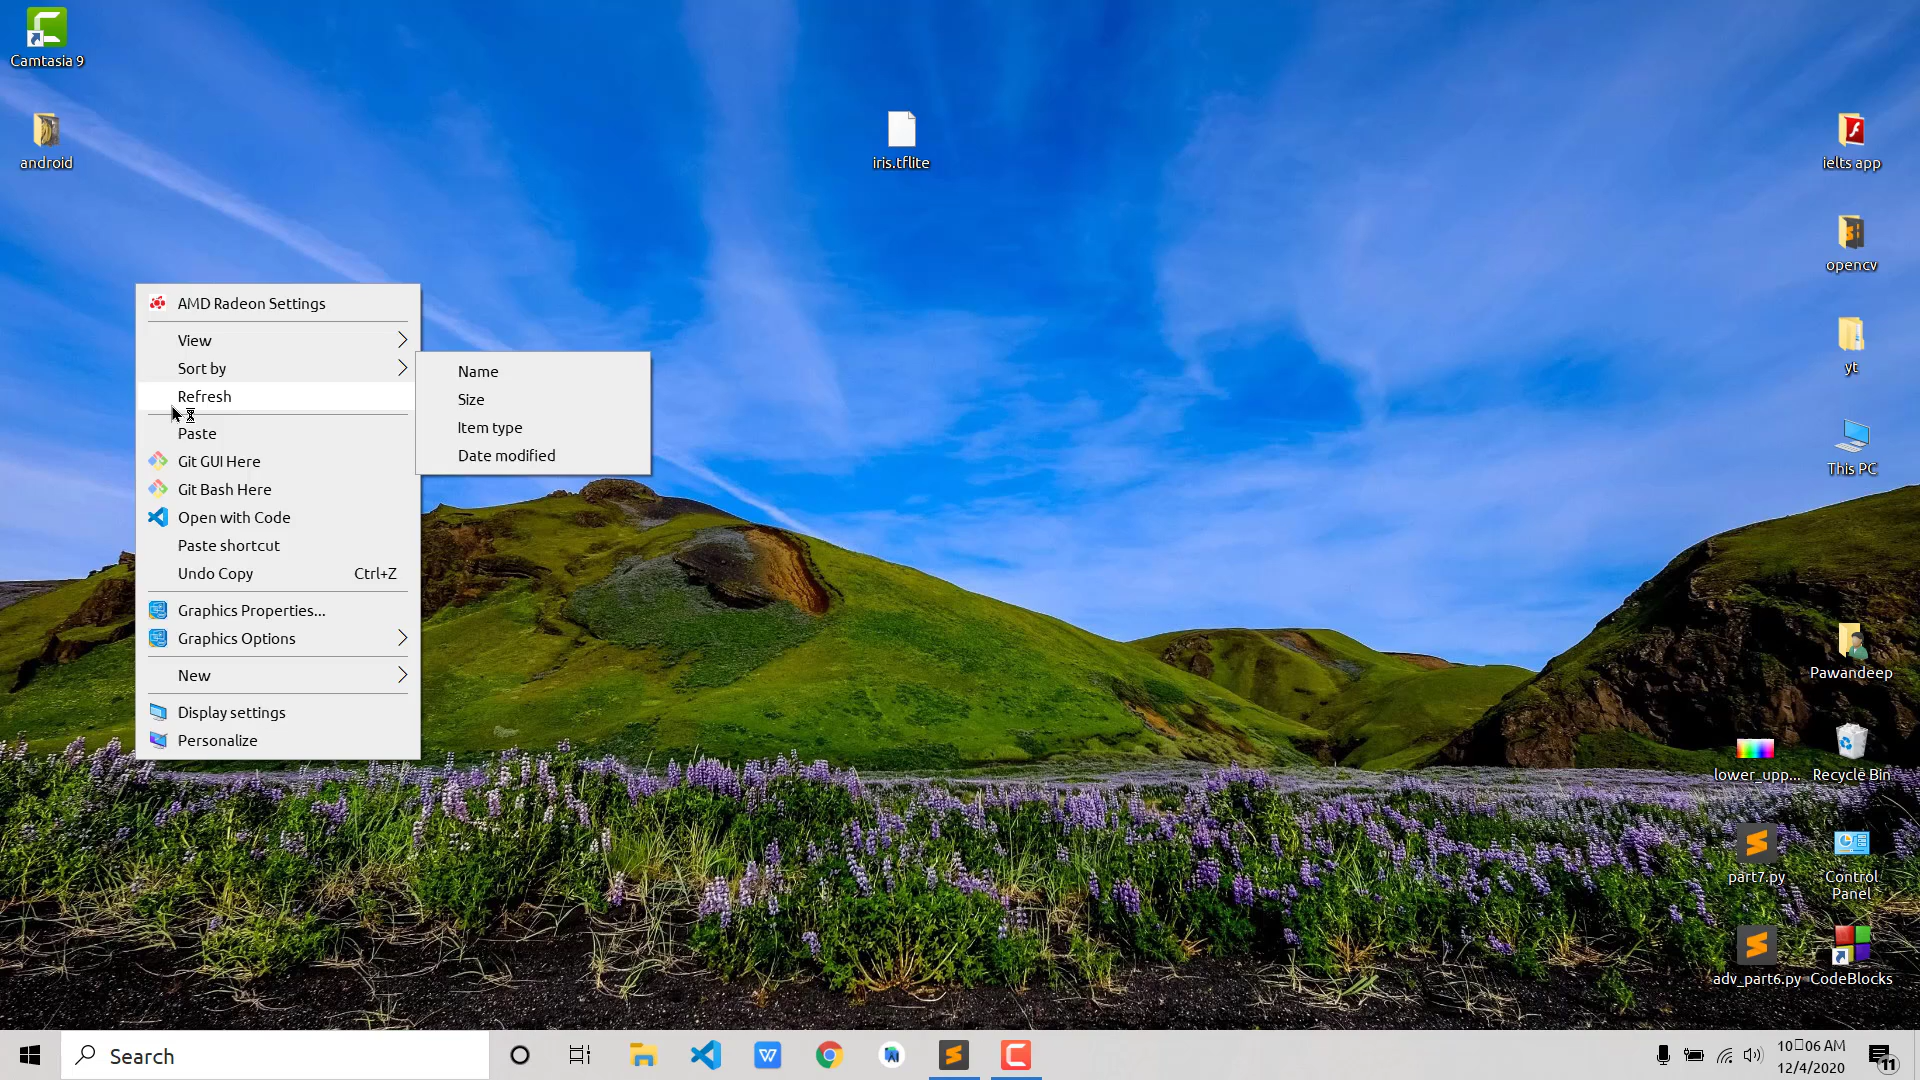 Camtasia 9
android
iris.tflite
ielts app
opencv
yt
This PC
Pawandeep
lower_upp...
Recycle Bin
part7.py
Control
Panel
adv_part6.py
CodeBlocks
AMD Radeon Settings
View
Sort by
Refresh
Paste
Git GUI Here
Git Bash Here
Open with Code
Paste shortcut
Undo Copy Ctrl+Z
Graphics Properties...
Graphics Options
New
Display settings
Personalize
Name
Size
Item type
Date modified
Search
10▯06 AM
12/4/2020
11